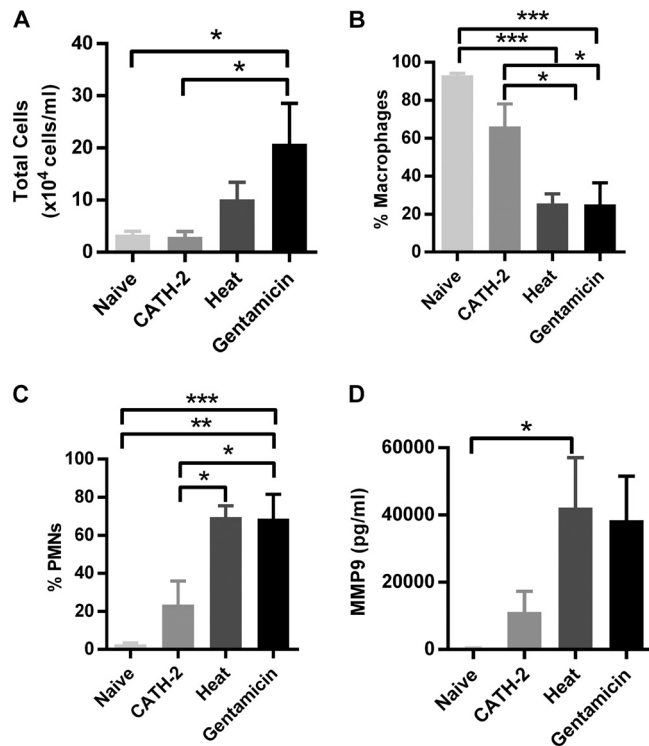 A
*
*
Total Cells
(x10⁴ cells/ml)
40
30
20
10
0
Naive
CATH-2
Heat
Gentamicin
B
***
***
*
*
% Macrophages
100
80
60
40
20
0
Naive
CATH-2
Heat
Gentamicin
C
***
**
*
*
% PMNs
100
80
60
40
20
0
Naive
CATH-2
Heat
Gentamicin
D
*
MMP9 (pg/ml)
60000
40000
20000
0
Naive
CATH-2
Heat
Gentamicin